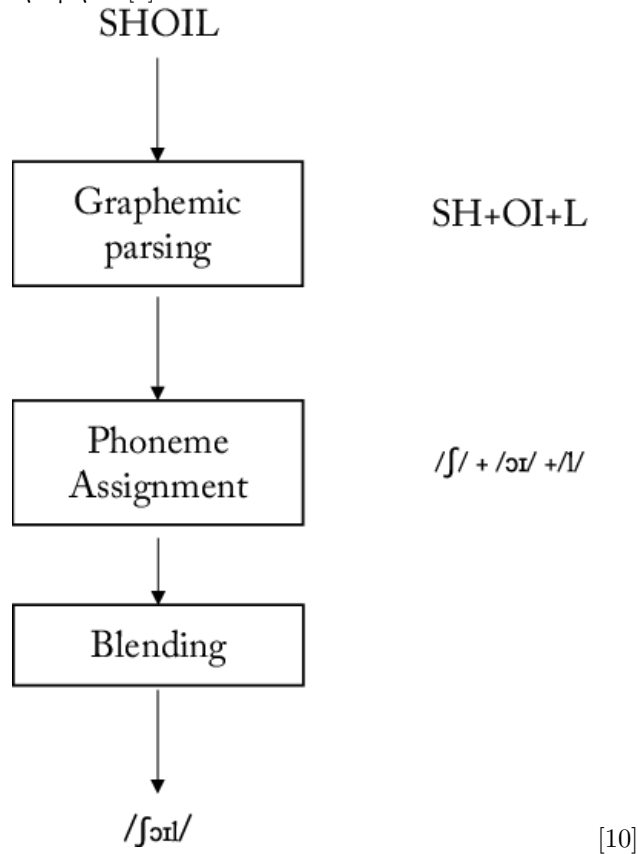 SHOIL
Graphemic
parsing
SH+OI+L
Phoneme
Assignment
/ʃ/ + /ɔɪ/ +/l/
Blending
/ʃɔɪl/
[10]